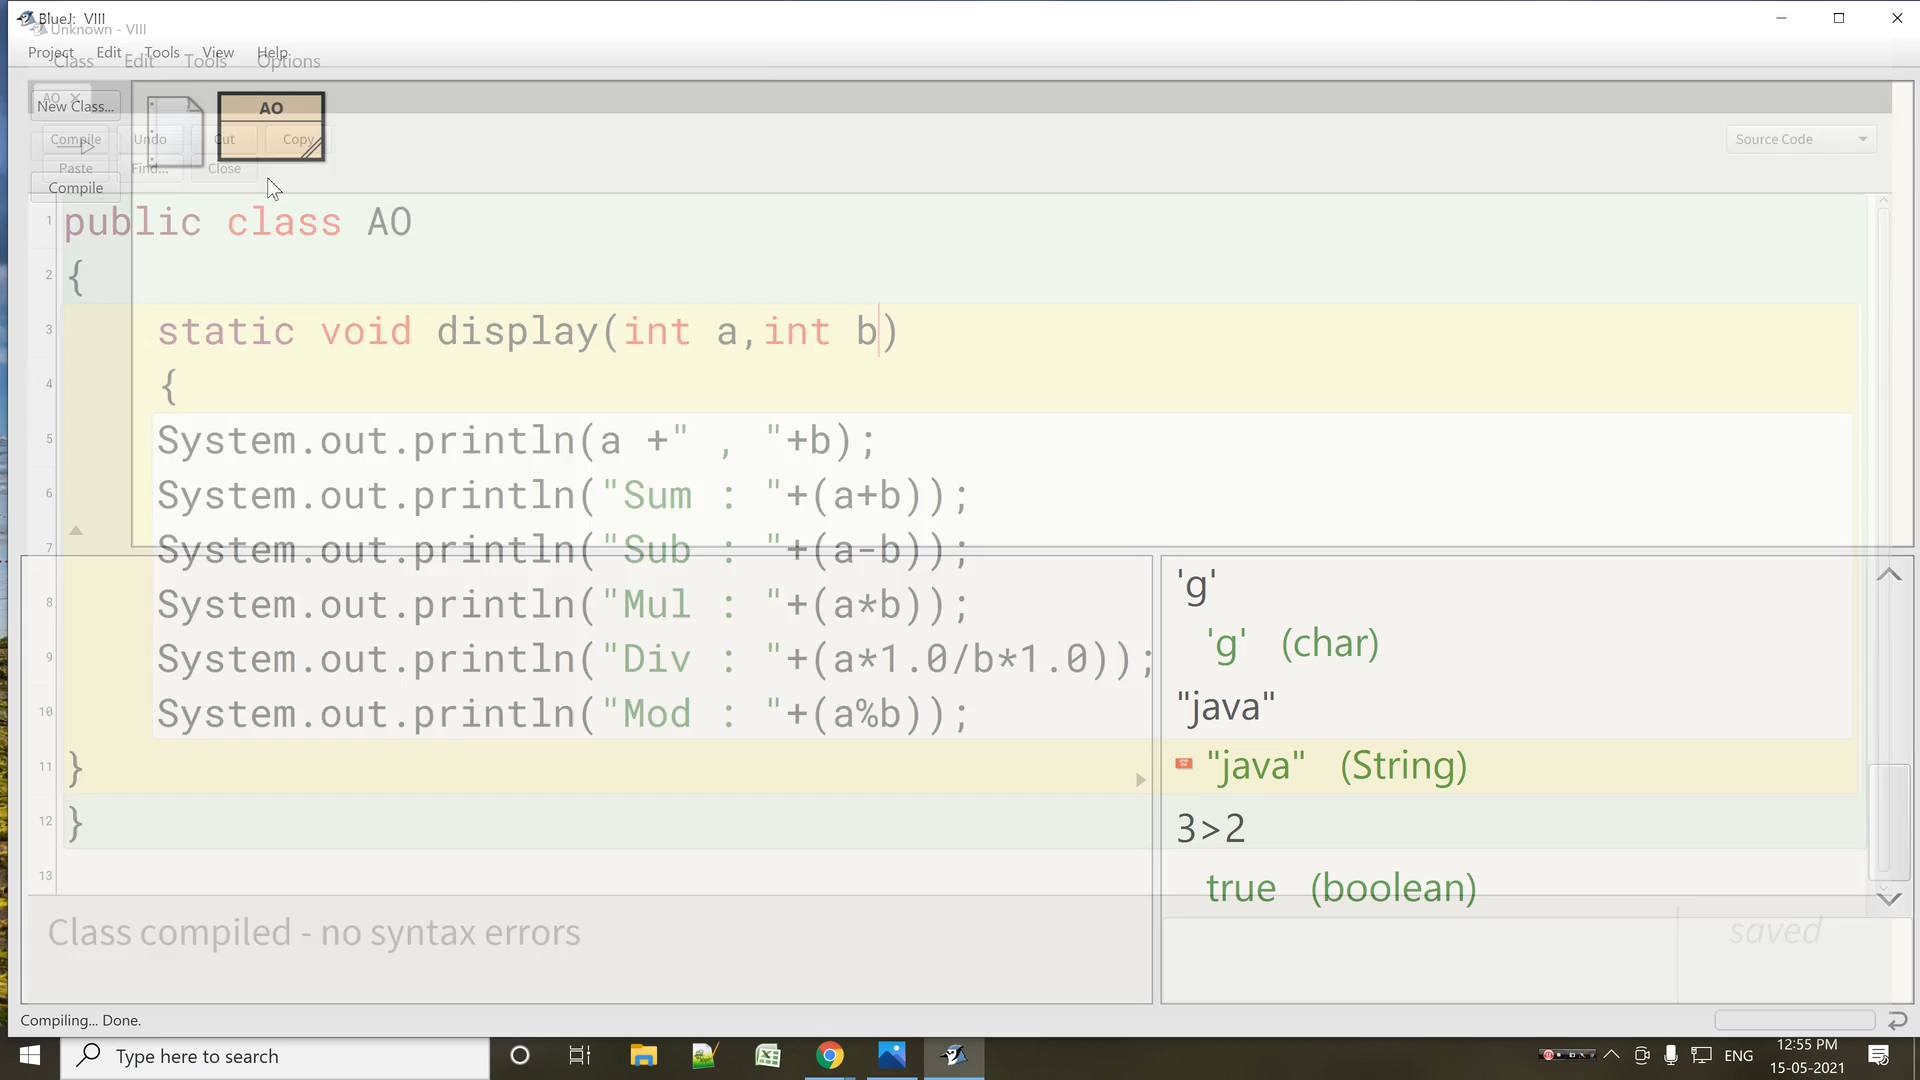 BlueJ: VIII
Unknown - VIII
Project Edit Tools View Help
Class Edit Tools Options
AO
New Class...
AO
Compile Undo Cut Copy
Source Code
Paste Find... Close
Compile
1 public class AO
2 {
3 static void display(int a,int b)
4 {
5 System.out.println(a +" , "+b);
6 System.out.println("Sum : "+(a+b));
7 System.out.println("Sub : "+(a-b));
8 System.out.println("Mul : "+(a*b));
9 System.out.println("Div : "+(a*1.0/b*1.0));
10 System.out.println("Mod : "+(a%b));
11 }
12 }
13
'g'
'g' (char)
"java"
"java" (String)
3>2
true (boolean)
Class compiled - no syntax errors
saved
Compiling... Done.
Type here to search
ENG
12:55 PM
15-05-2021